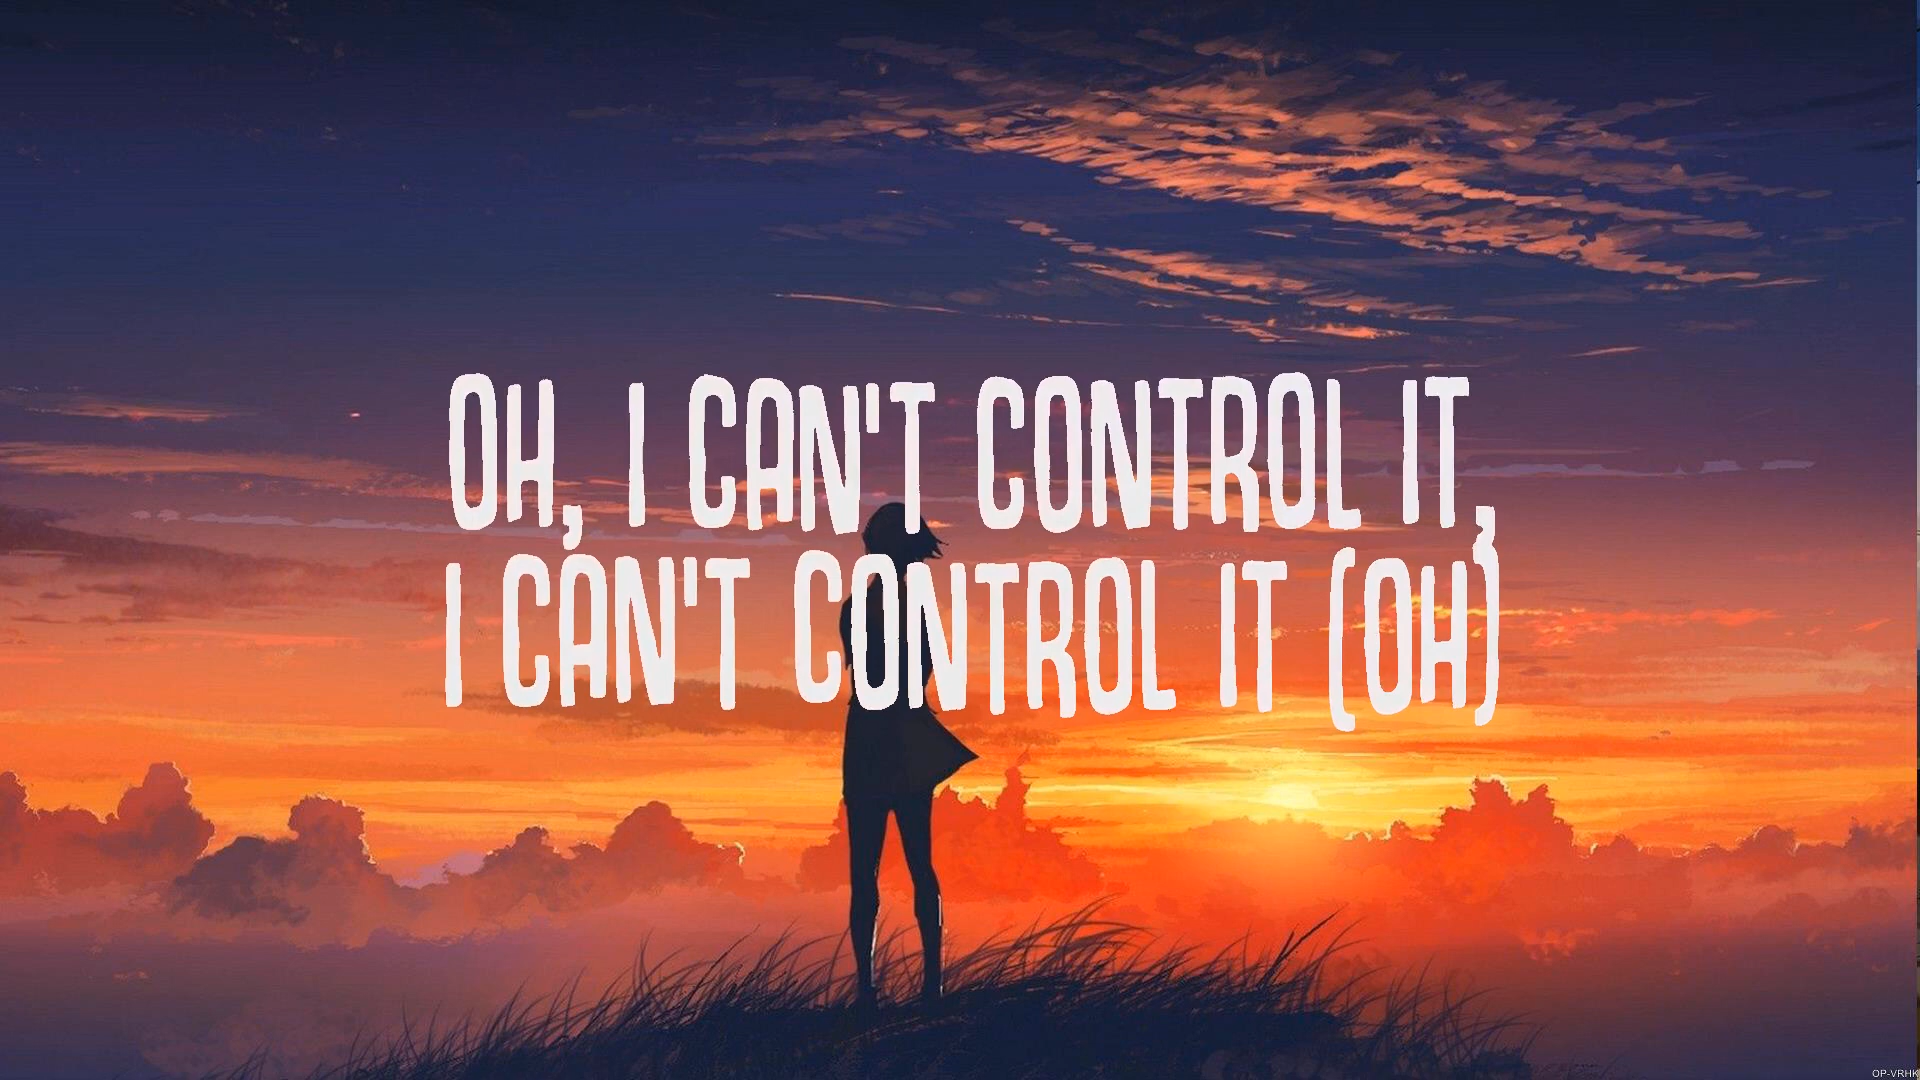 OH, I CAN'T CONTROL IT,
I CAN'T CONTROL IT (OH)
OP-VRHK